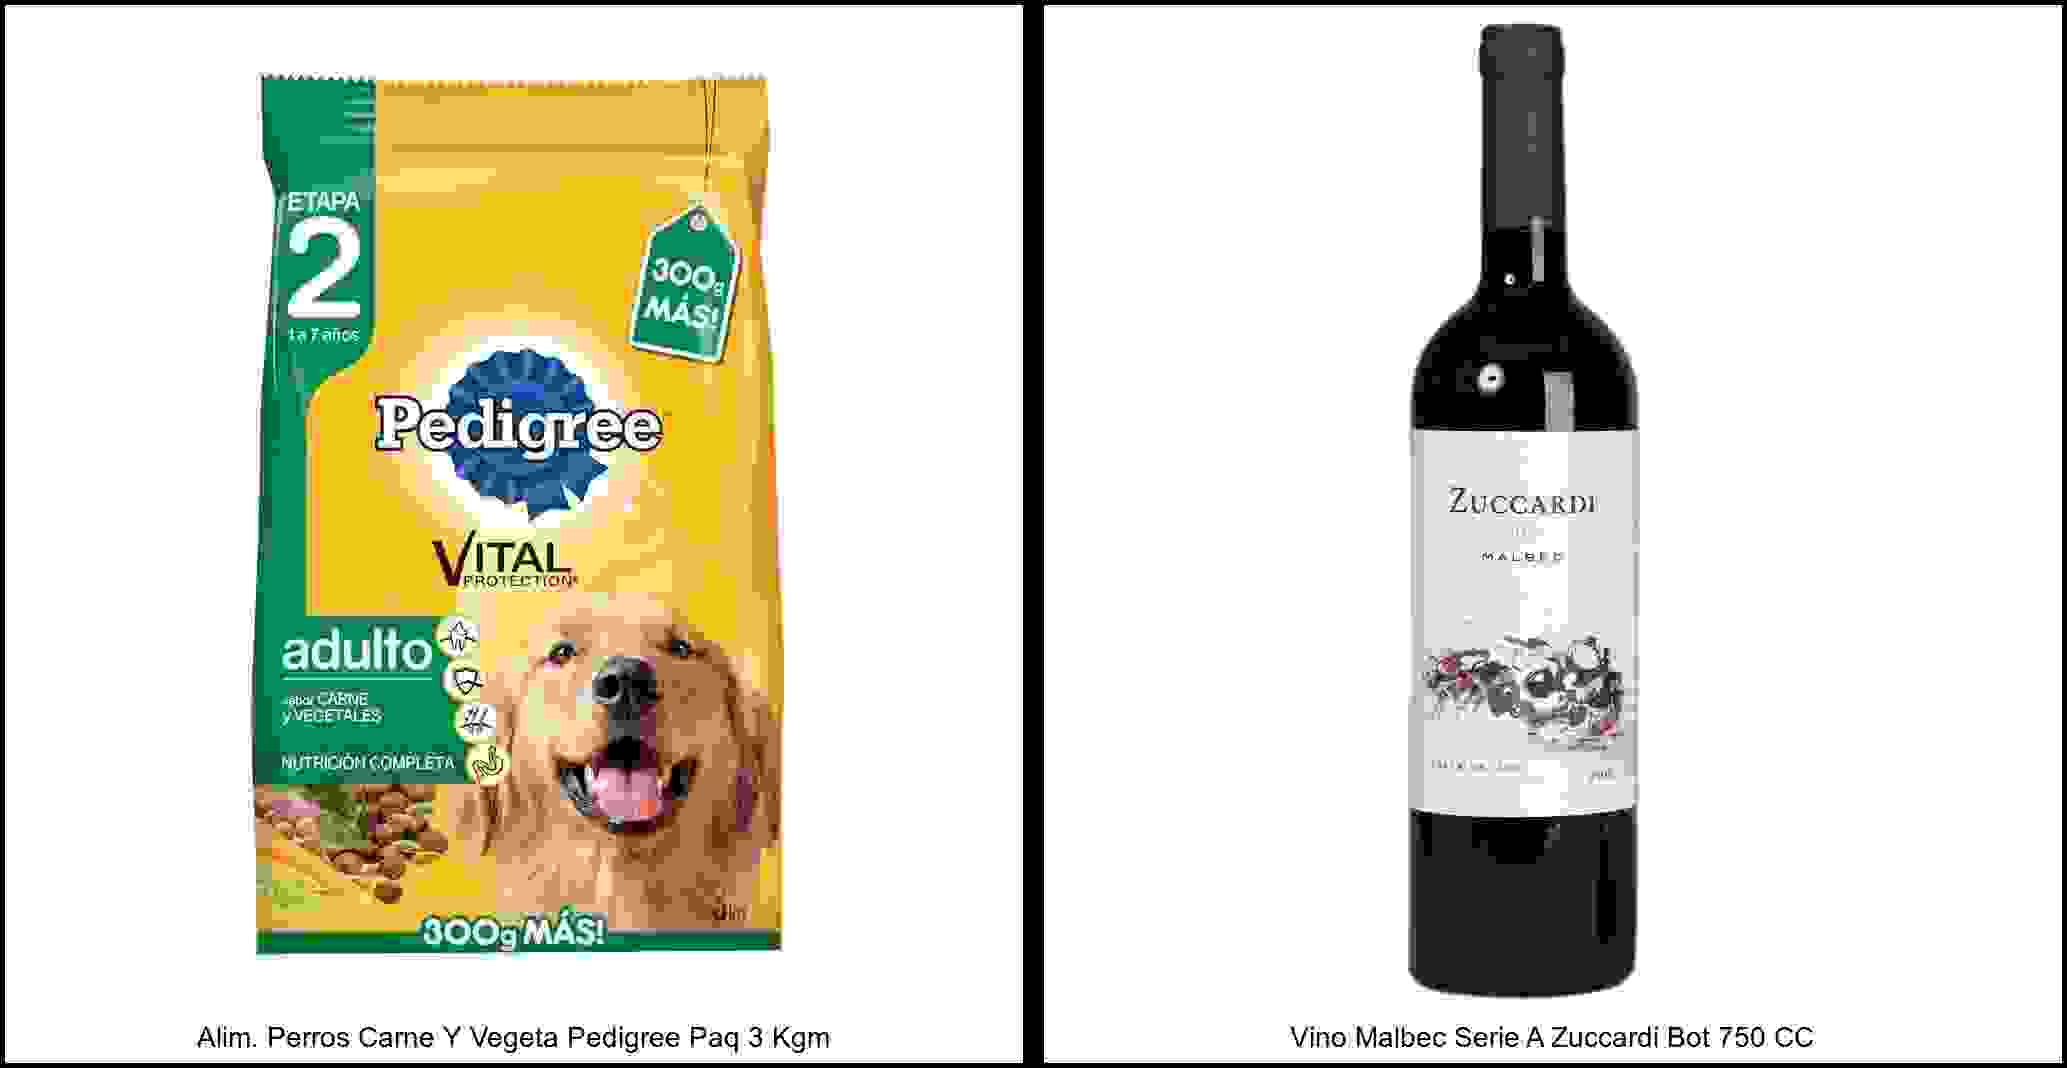 ETAPA
2
1 a 7 años
300g
MÁS!
Pedigree
VITAL
PROTECTION
adulto
sabor CARNE
y VEGETALES
NUTRICIÓN COMPLETA
300g MÁS!
Alim. Perros Carne Y Vegeta Pedigree Paq 3 Kgm
ZUCCARDI
MALBEC
Vino Malbec Serie A Zuccardi Bot 750 CC